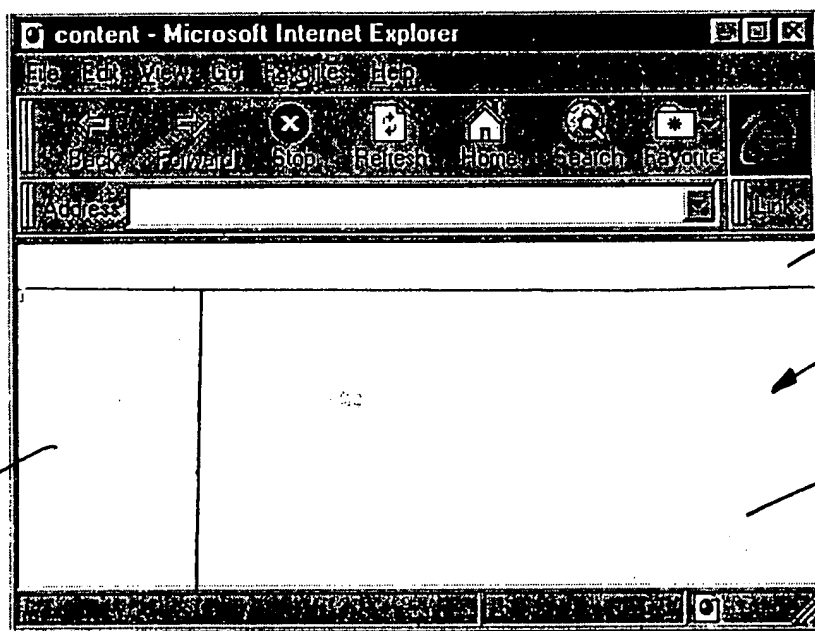 content - Microsoft Internet Explorer
File Edit View Go Favorites Help
Back Forward Stop Refresh Home Search Favorite
Address Links